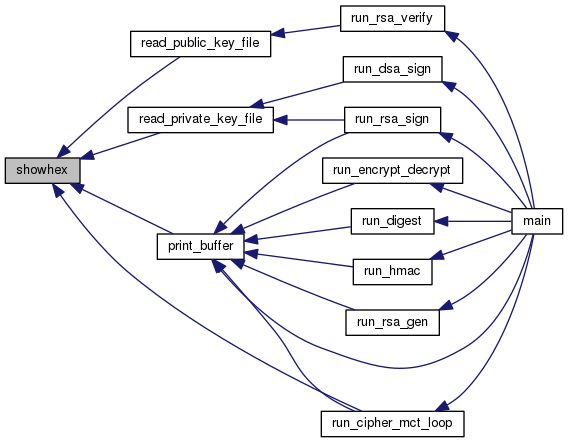 run_rsa_verify
read_public_key_file
run_dsa_sign
read_private_key_file
run_rsa_sign
showhex
run_encrypt_decrypt
run_digest
main
print_buffer
run_hmac
run_rsa_gen
run_cipher_mct_loop